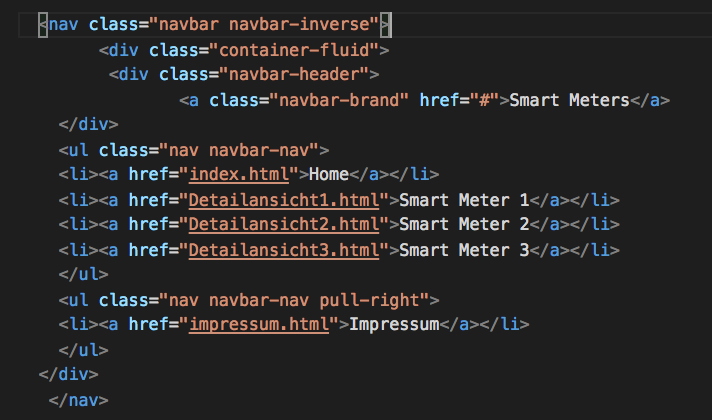 <nav class="navbar navbar-inverse">
<div class="container-fluid">
<div class="navbar-header">
<a class="navbar-brand" href="#">Smart Meters</a>
</div>
<ul class="nav navbar-nav">
<li><a href="index.html">Home</a></li>
<li><a href="Detailansicht1.html">Smart Meter 1</a></li>
<li><a href="Detailansicht2.html">Smart Meter 2</a></li>
<li><a href="Detailansicht3.html">Smart Meter 3</a></li>
</ul>
<ul class="nav navbar-nav pull-right">
<li><a href="impressum.html">Impressum</a></li>
</ul>
</div>
</nav>